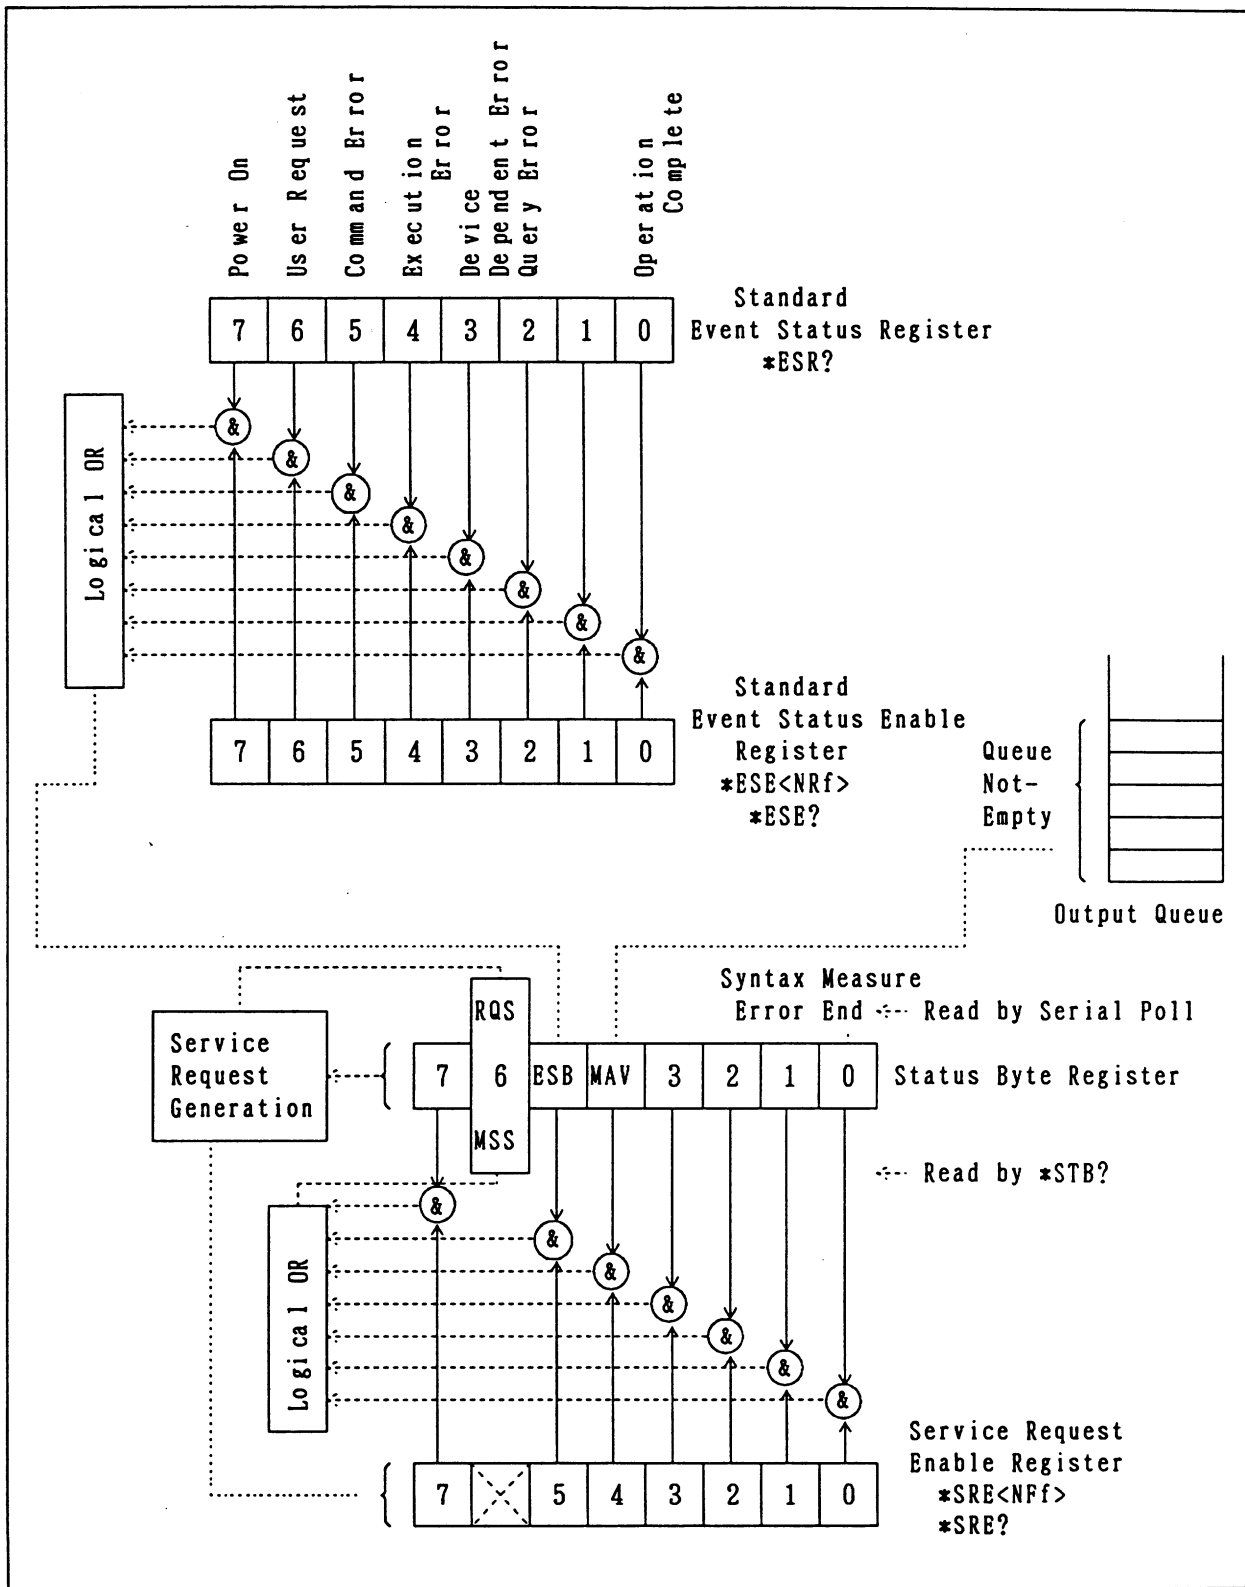 Power On
User Request
Command Error
Execution
Error
Device
Dependent Error
Query Error
Operation
Complete
7 6 5 4 3 2 1 0
Standard
Event Status Register
*ESR?
& & & & & & & &
Logical OR
Standard
Event Status Enable
Register
*ESE<NRf>
*ESE?
7 6 5 4 3 2 1 0
Queue
Not-
Empty
Output Queue
Syntax Measure
Error End
Read by Serial Poll
Service
Request
Generation
RQS
7 6 ESB MAV 3 2 1 0
Status Byte Register
MSS
Read by *STB?
& & & & & & &
Logical OR
Service Request
Enable Register
*SRE<NFf>
*SRE?
7 5 4 3 2 1 0